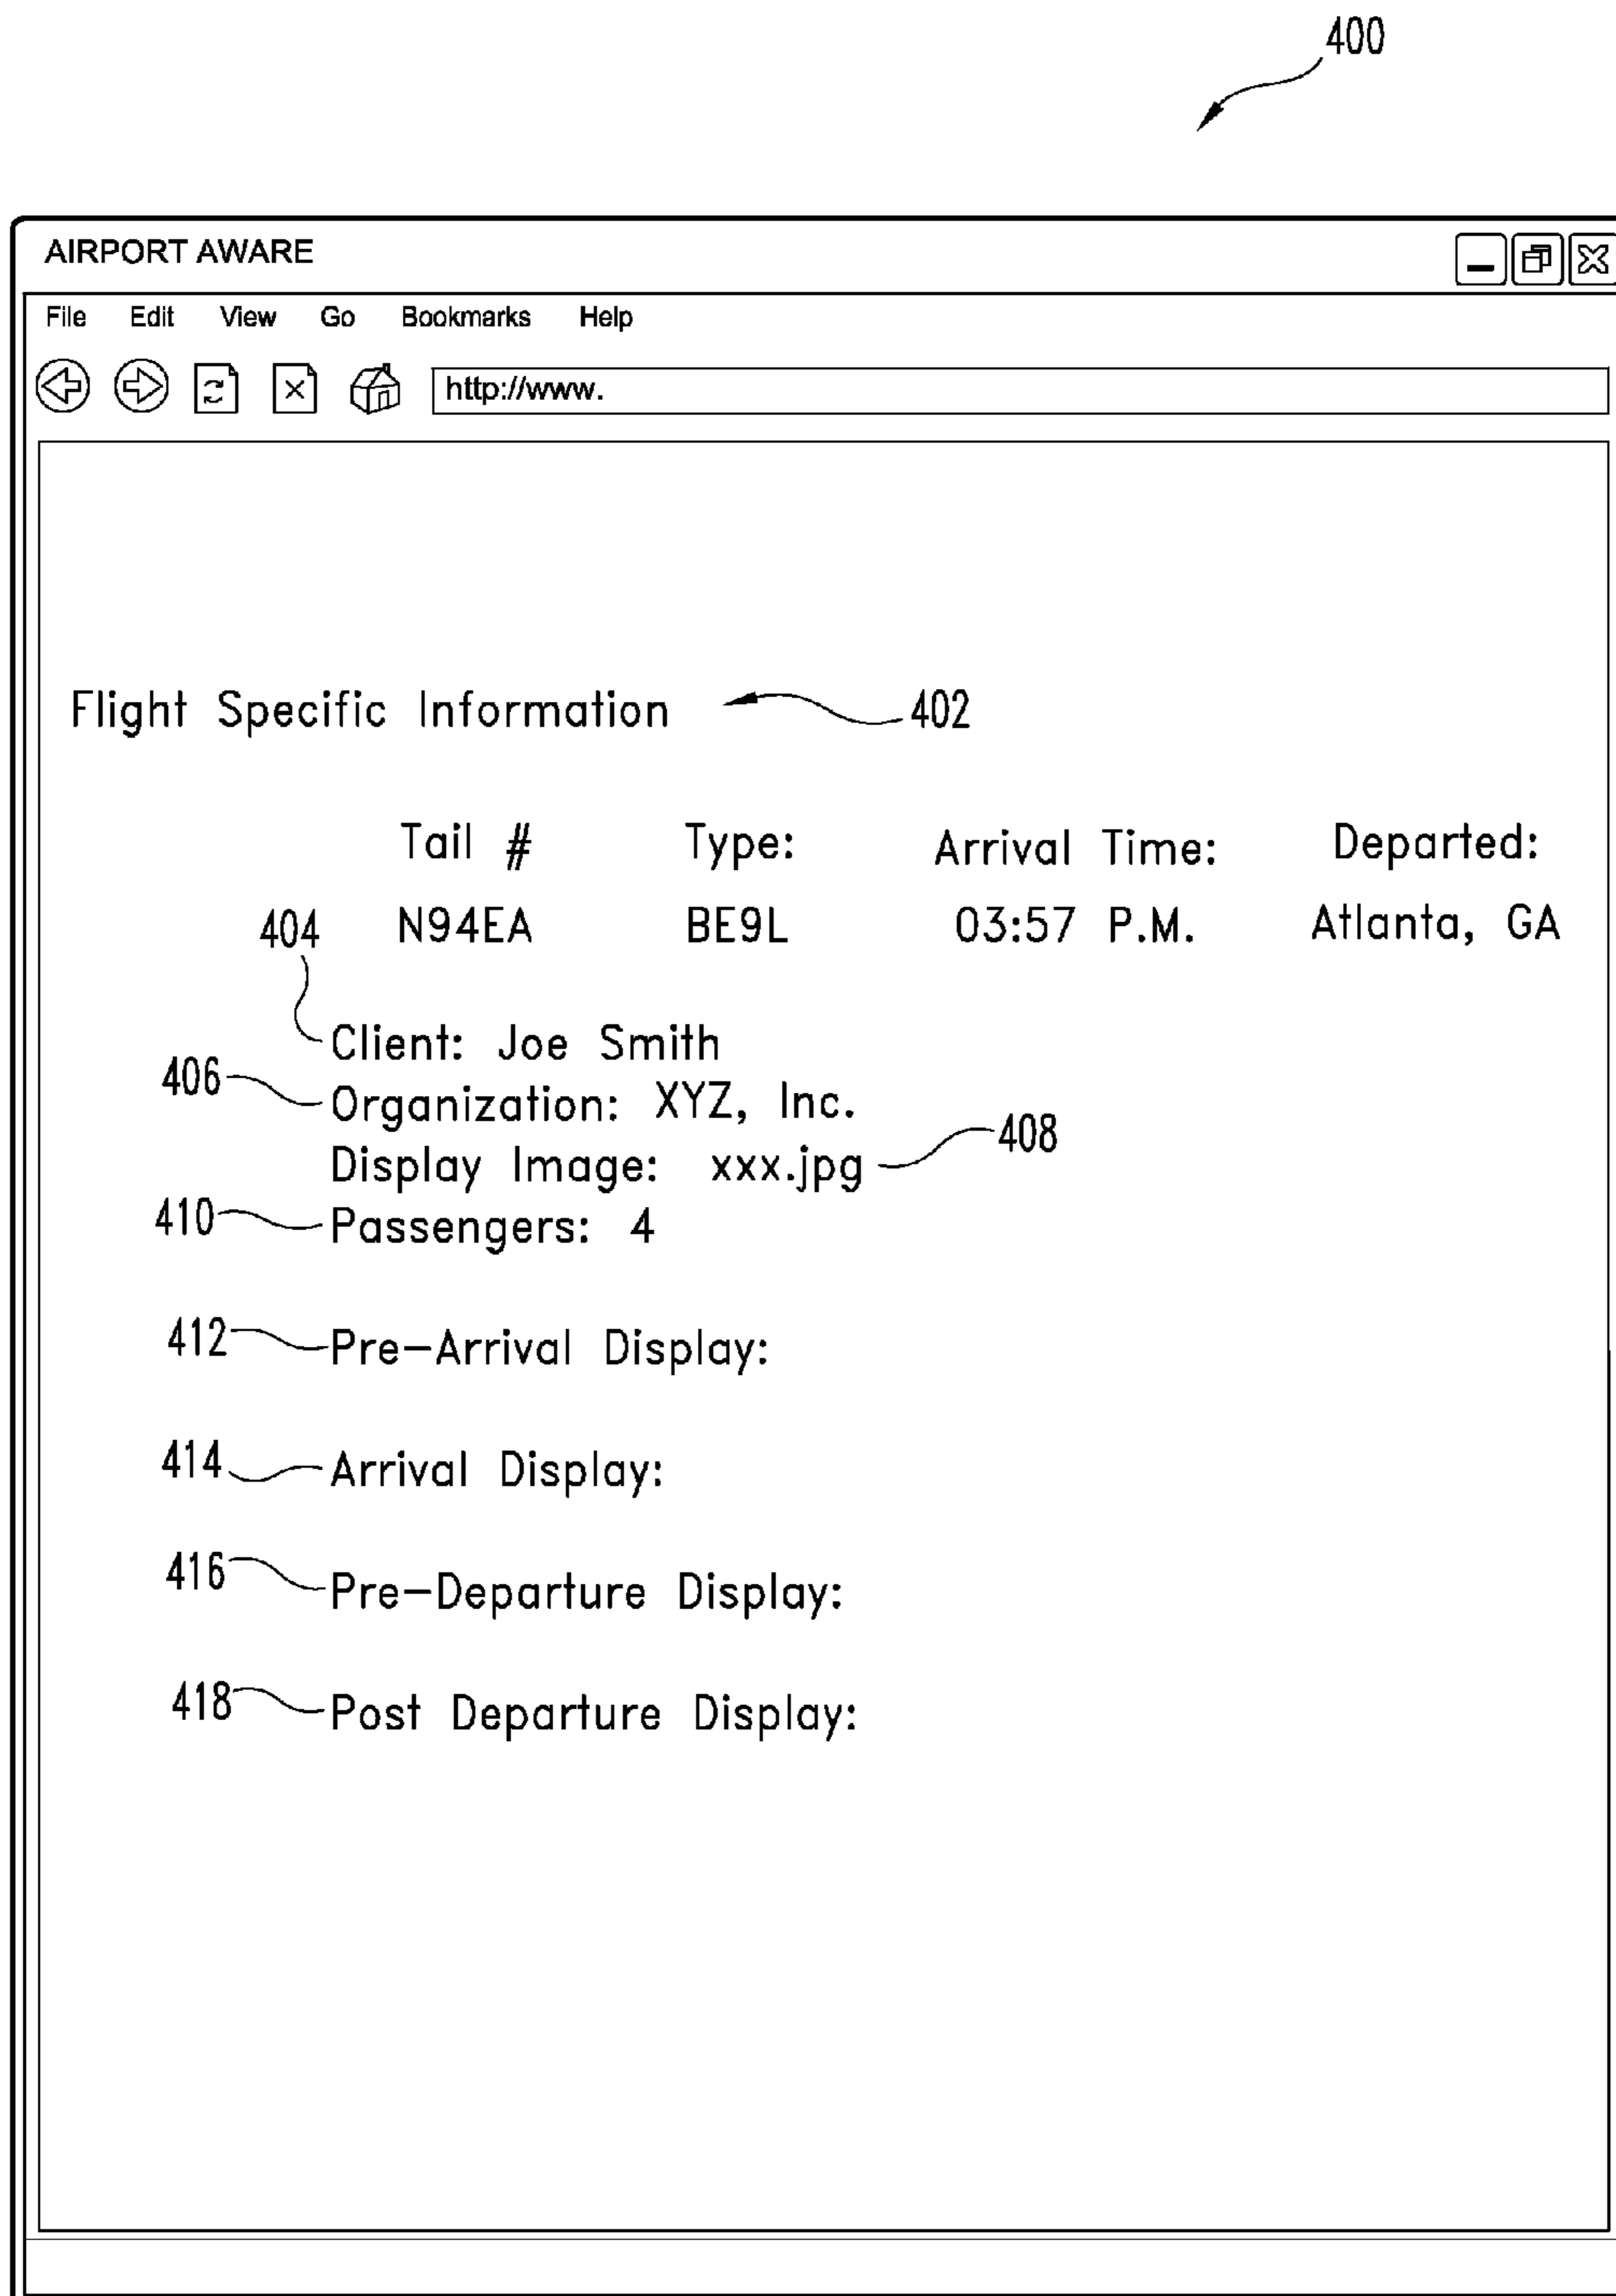 400
AIRPORT AWARE
File Edit View Go Bookmarks Help
http://www.
Flight Specific Information 402
Tail # Type: Arrival Time: Departed:
404 N94EA BE9L 03:57 P.M. Atlanta, GA
Client: Joe Smith
406 Organization: XYZ, Inc.
Display Image: xxx.jpg 408
410 Passengers: 4
412 Pre-Arrival Display:
414 Arrival Display:
416 Pre-Departure Display:
418 Post Departure Display: